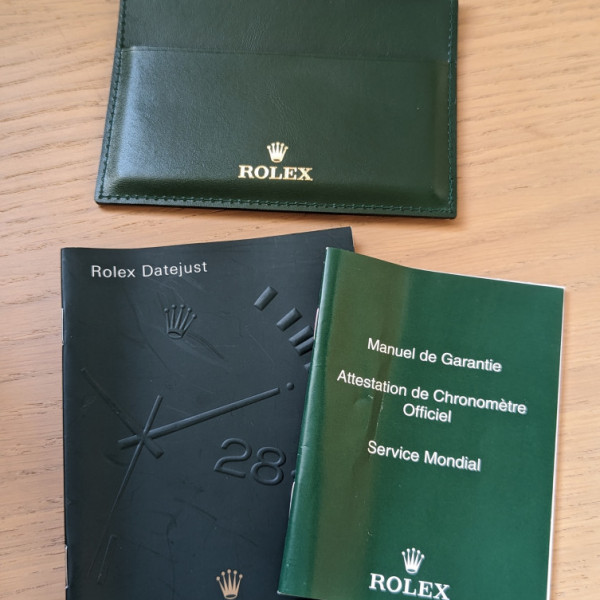 ROLEX
Rolex Datejust
28
Manuel de Garantie
Attestation de Chronomètre
Officiel
Service Mondial
ROLEX